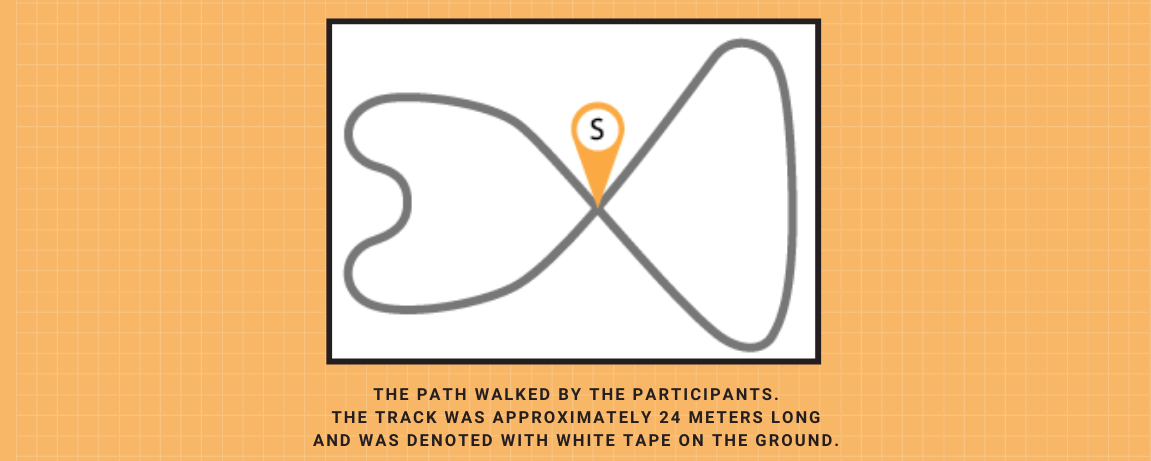 S
THE PATH WALKED BY THE PARTICIPANTS.
THE TRACK WAS APPROXIMATELY 24 METERS LONG
AND WAS DENOTED WITH WHITE TAPE ON THE GROUND.